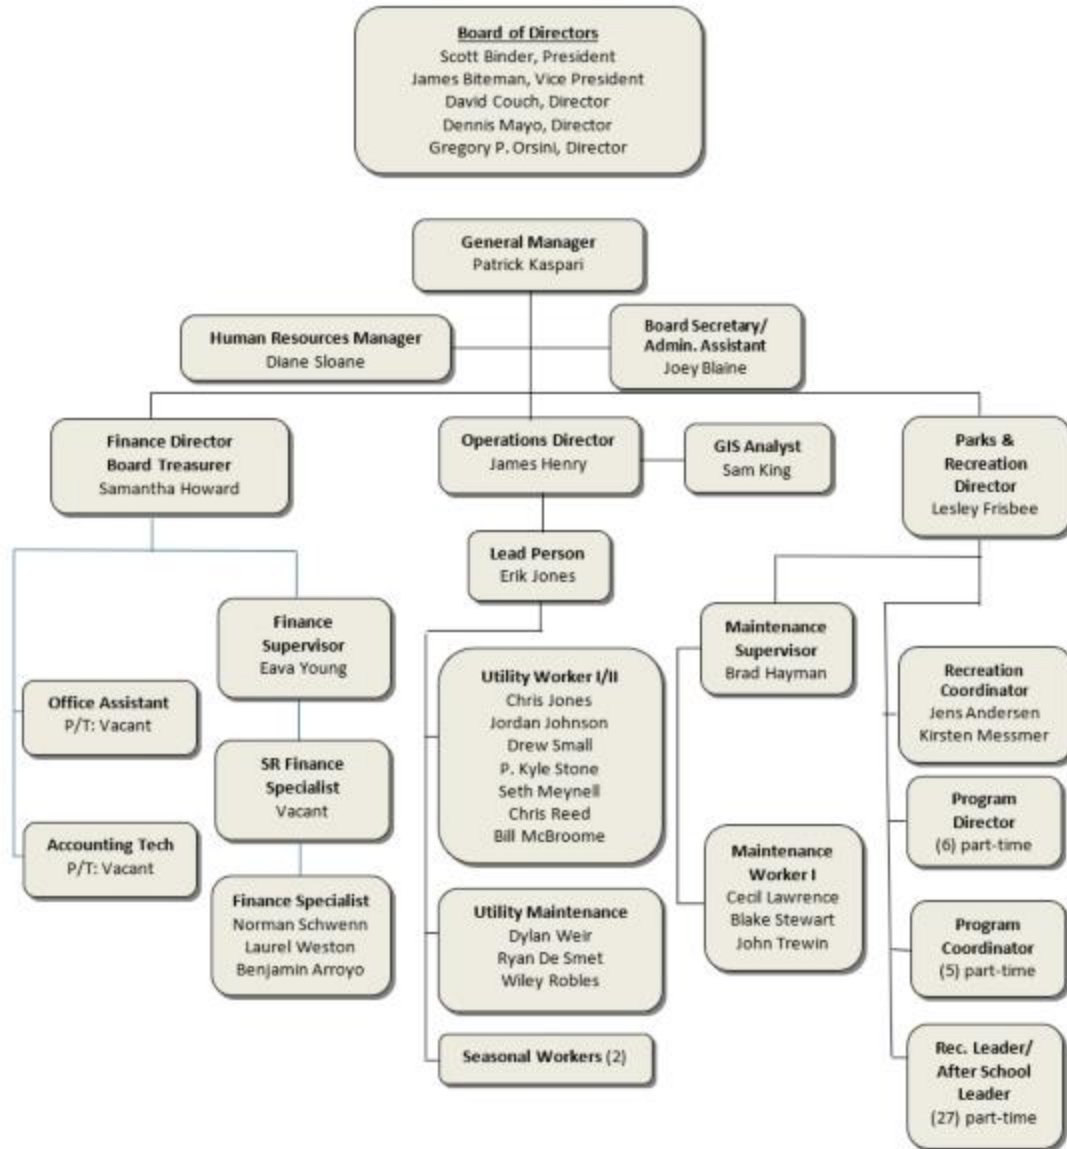 Board of Directors
Scott Binder, President
James Biteman, Vice President
David Couch, Director
Dennis Mayo, Director
Gregory P. Orsini, Director
General Manager
Patrick Kaspari
Human Resources Manager
Diane Sloane
Board Secretary/
Admin. Assistant
Joey Blaine
Finance Director
Board Treasurer
Samantha Howard
Operations Director
James Henry
GIS Analyst
Sam King
Parks &
Recreation
Director
Lesley Frisbee
Lead Person
Erik Jones
Finance
Supervisor
Eava Young
Office Assistant
P/T: Vacant
SR Finance
Specialist
Vacant
Accounting Tech
P/T: Vacant
Finance Specialist
Norman Schwenn
Laurel Weston
Benjamin Arroyo
Utility Worker I/II
Chris Jones
Jordan Johnson
Drew Small
P. Kyle Stone
Seth Meynell
Chris Reed
Bill McBroome
Utility Maintenance
Dylan Weir
Ryan De Smet
Wiley Robles
Seasonal Workers (2)
Maintenance
Supervisor
Brad Hayman
Maintenance
Worker I
Cecil Lawrence
Blake Stewart
John Trewin
Recreation
Coordinator
Jens Andersen
Kirsten Messmer
Program
Director
(6) part-time
Program
Coordinator
(5) part-time
Rec. Leader/
After School
Leader
(27) part-time